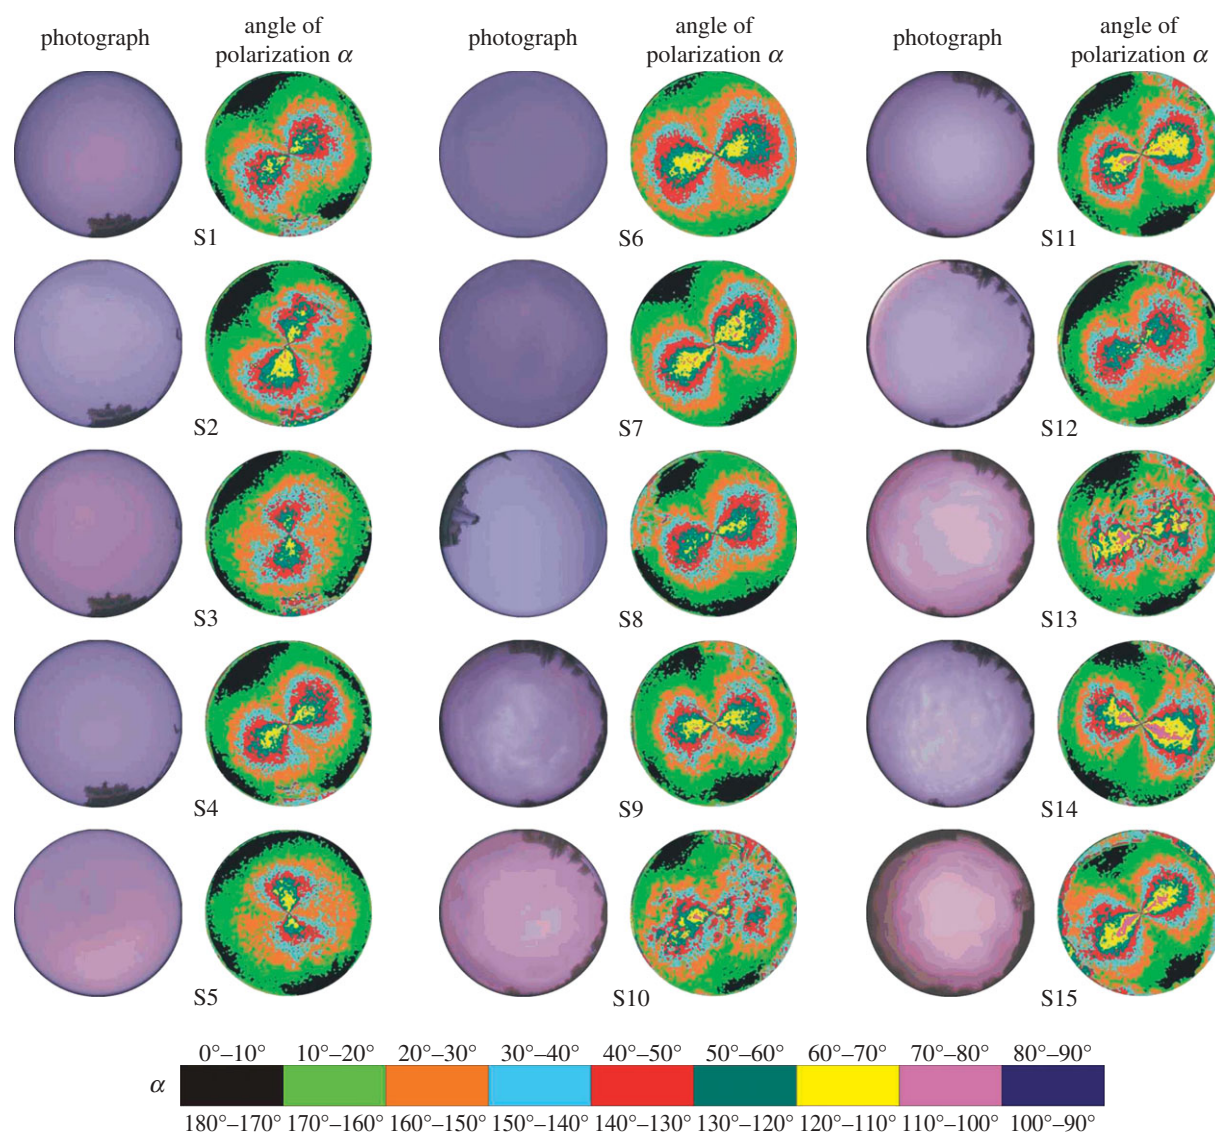 photograph
angle of
polarization α
photograph
angle of
polarization α
photograph
angle of
polarization α
S1
S6
S11
S2
S7
S12
S3
S8
S13
S4
S9
S14
S5
S10
S15
0°–10° 10°–20° 20°–30° 30°–40° 40°–50° 50°–60° 60°–70° 70°–80° 80°–90°
α
180°–170° 170°–160° 160°–150° 150°–140° 140°–130° 130°–120° 120°–110° 110°–100° 100°–90°